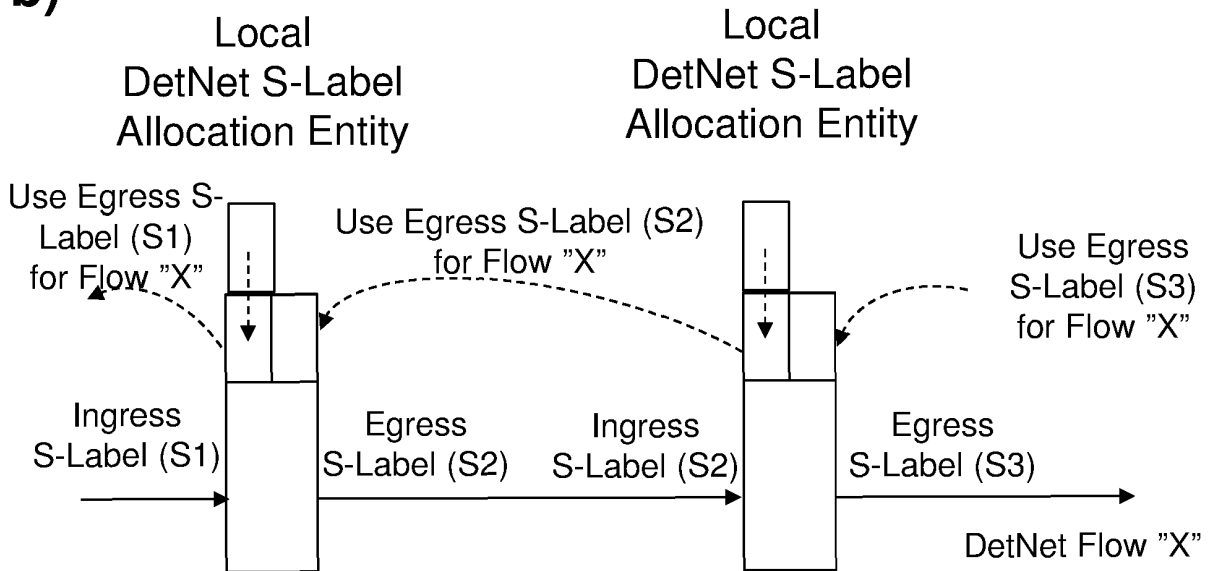 b)
Local
DetNet S-Label
Allocation Entity
Local
DetNet S-Label
Allocation Entity
Use Egress S-
Label (S1)
for Flow ”X”
Use Egress S-Label (S2)
for Flow ”X”
Use Egress
S-Label (S3)
for Flow ”X”
Ingress
S-Label (S1)
Egress
S-Label (S2)
Ingress
S-Label (S2)
Egress
S-Label (S3)
DetNet Flow ”X”